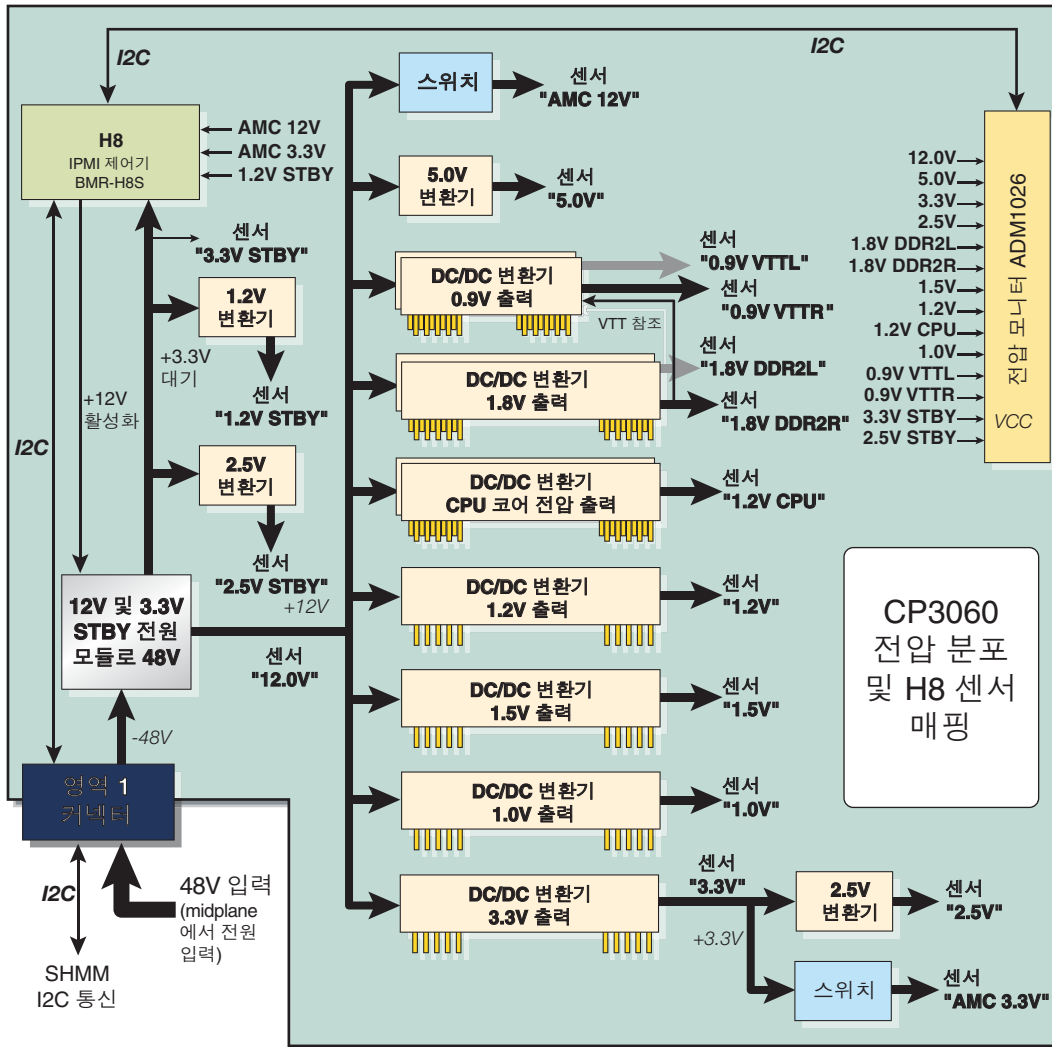 I2C
I2C
H8
IPMI 제어기
BMR-H8S
AMC 12V
AMC 3.3V
1.2V STBY
센서
"3.3V STBY"
1.2V
변환기
+3.3V
대기
센서
"1.2V STBY"
+12V
활성화
I2C
2.5V
변환기
센서
"2.5V STBY"
12V 및 3.3V
STBY 전원
모듈로 48V
+12V
센서
"12.0V"
-48V
영역 1
커넥터
I2C
48V 입력
(midplane
에서 전원
입력)
SHMM
I2C 통신
스위치
센서
"AMC 12V"
5.0V
변환기
센서
"5.0V"
DC/DC 변환기
0.9V 출력
센서
"0.9V VTTL"
센서
"0.9V VTTR"
VTT 참조
DC/DC 변환기
1.8V 출력
센서
"1.8V DDR2L"
센서
"1.8V DDR2R"
DC/DC 변환기
CPU 코어 전압 출력
센서
"1.2V CPU"
DC/DC 변환기
1.2V 출력
센서
"1.2V"
DC/DC 변환기
1.5V 출력
센서
"1.5V"
DC/DC 변환기
1.0V 출력
센서
"1.0V"
DC/DC 변환기
3.3V 출력
센서
"3.3V"
+3.3V
2.5V
변환기
센서
"2.5V"
스위치
센서
"AMC 3.3V"
12.0V
5.0V
3.3V
2.5V
1.8V DDR2L
1.8V DDR2R
1.5V
1.2V
1.2V CPU
1.0V
0.9V VTTL
0.9V VTTR
3.3V STBY
2.5V STBY
VCC
전압 모니터 ADM1026
CP3060
전압 분포
및 H8 센서
매핑